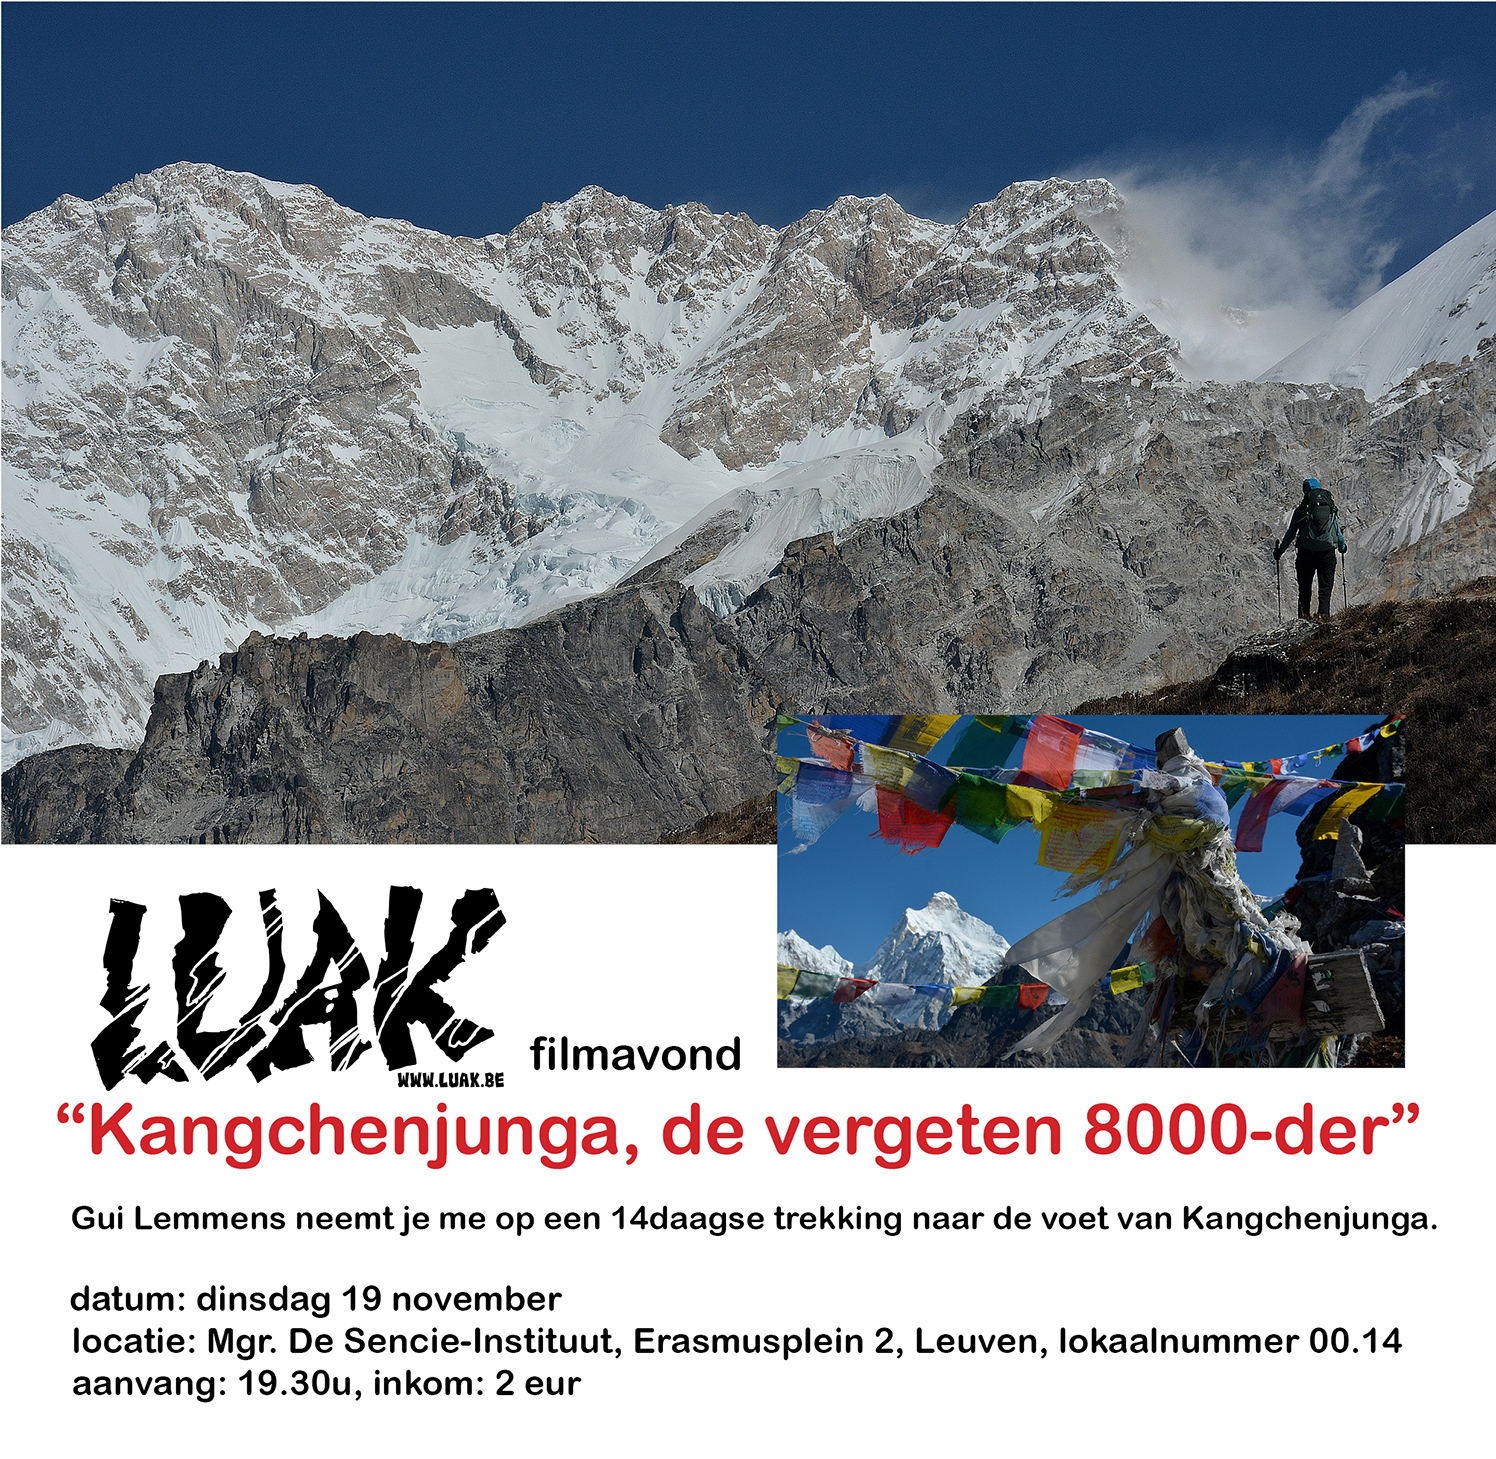 LUAK
WWW.LUAK.BE
filmavond
“Kangchenjunga, de vergeten 8000-der”
Gui Lemmens neemt je me op een 14daagse trekking naar de voet van Kangchenjunga.
datum: dinsdag 19 november
locatie: Mgr. De Sencie-Instituut, Erasmusplein 2, Leuven, lokaalnummer 00.14
aanvang: 19.30u, inkom: 2 eur